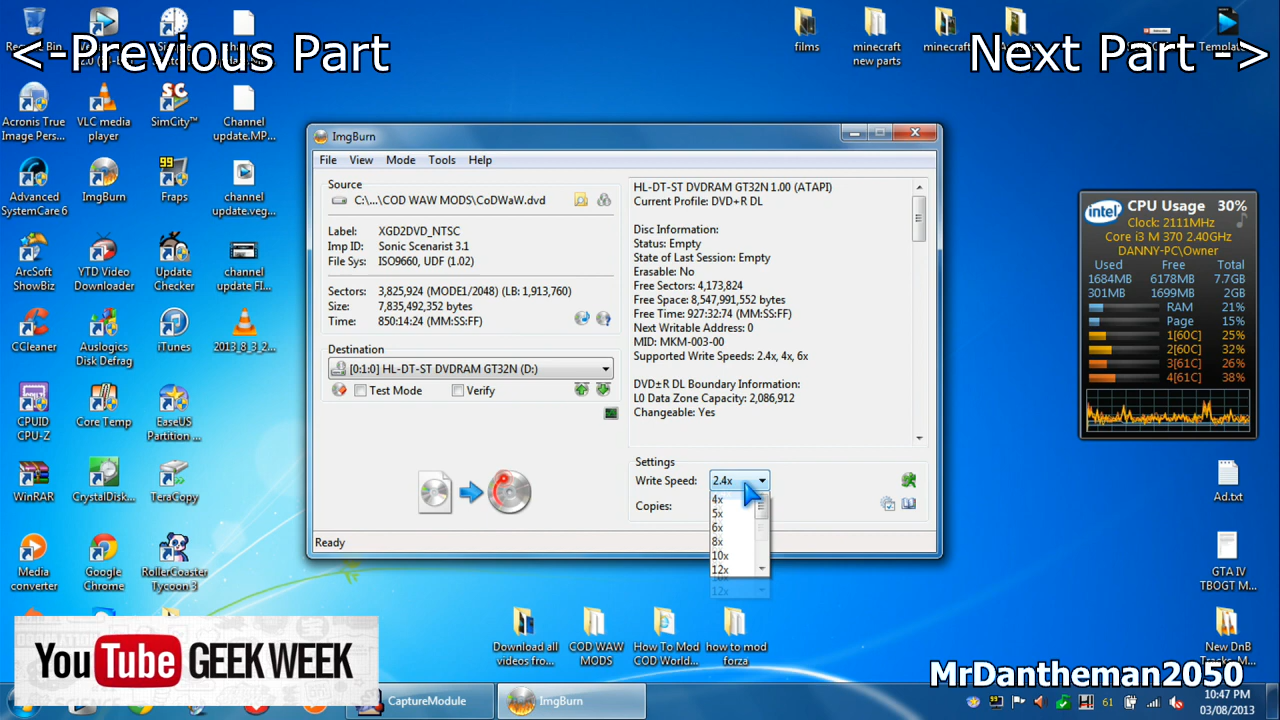 <-Previous Part
Next Part ->
films
minecraft
new parts
minecraft
Acronis True
Image Pers...
VLC media
player
SimCity™
Channel
update.MP...
Advanced
SystemCare 6
ImgBurn
99
Fraps
channel
update.veg...
ArcSoft
ShowBiz
YTD Video
Downloader
Update
Checker
channel
update FI...
CCleaner
Auslogics
Disk Defrag
iTunes
2013_8_3_2...
CPUID
CPU-Z
Core Temp
EaseUS
Partition ...
WinRAR
CrystalDisk...
TeraCopy
Media
converter
Google
Chrome
RollerCoaster
Tycoon 3
ImgBurn
File View Mode Tools Help
Source
C:\...\COD WAW MODS\CoDWaW.dvd
Label: XGD2DVD_NTSC
Imp ID: Sonic Scenarist 3.1
File Sys: ISO9660, UDF (1.02)
Sectors: 3,825,924 (MODE1/2048) (LB: 1,913,760)
Size: 7,835,492,352 bytes
Time: 850:14:24 (MM:SS:FF)
Destination
[0:1:0] HL-DT-ST DVDRAM GT32N (D:)
Test Mode Verify
HL-DT-ST DVDRAM GT32N 1.00 (ATAPI)
Current Profile: DVD+R DL
Disc Information:
Status: Empty
State of Last Session: Empty
Erasable: No
Free Sectors: 4,173,824
Free Space: 8,547,991,552 bytes
Free Time: 927:32:74 (MM:SS:FF)
Next Writable Address: 0
MID: MKM-003-00
Supported Write Speeds: 2.4x, 4x, 6x
DVD±R DL Boundary Information:
L0 Data Zone Capacity: 2,086,912
Changeable: Yes
Settings
Write Speed: 2.4x
Copies:
4x
5x
6x
8x
10x
12x
Ready
intel
CPU Usage 30%
Clock: 2111MHz
Core i3 M 370 2.40GHz
DANNY-PC\Owner
Used Free Total
1684MB 6178MB 7.7GB
301MB 1699MB 2GB
RAM 21%
Page 15%
1[60C] 25%
2[60C] 32%
3[61C] 26%
4[61C] 38%
Ad.txt
GTA IV
TBOGT M...
New DnB
Download all
videos fro...
COD WAW
MODS
How To Mod
COD World...
how to mod
forza
YouTube GEEK WEEK
MrDantheman2050
CaptureModule
ImgBurn
61
10:47 PM
03/08/2013